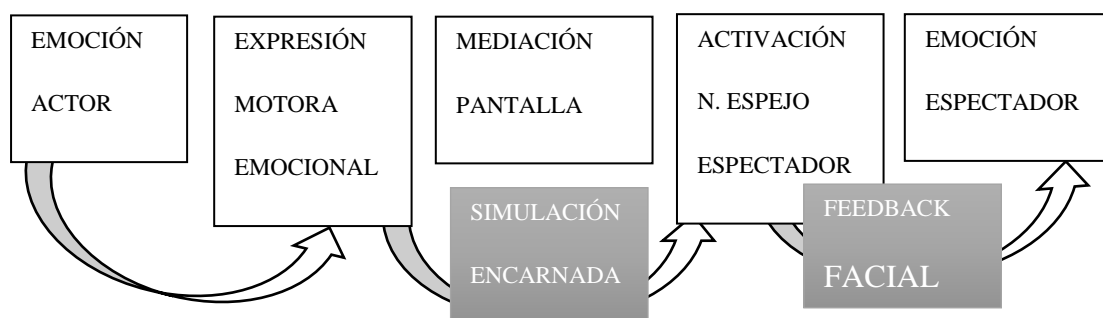 EMOCIÓN
ACTOR
EXPRESIÓN
MOTORA
EMOCIONAL
MEDIACIÓN
PANTALLA
ACTIVACIÓN
N. ESPEJO
ESPECTADOR
EMOCIÓN
ESPECTADOR
SIMULACIÓN
ENCARNADA
FEEDBACK
FACIAL